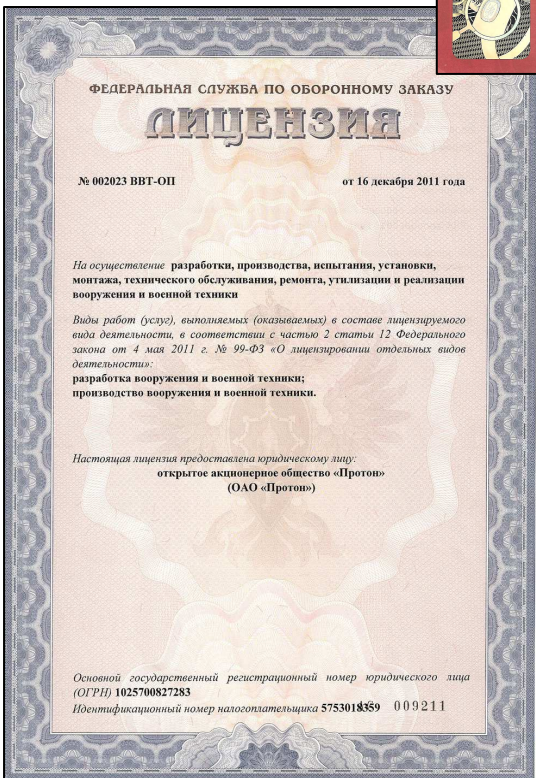 ФЕДЕРАЛЬНАЯ СЛУЖБА ПО ОБОРОННОМУ ЗАКАЗУ
ЛИЦЕНЗИЯ
№ 002023 ВВТ-ОП от 16 декабря 2011 года
На осуществление разработки, производства, испытания, установки,
монтажа, технического обслуживания, ремонта, утилизации и реализации
вооружения и военной техники
Виды работ (услуг), выполняемых (оказываемых) в составе лицензируемого
вида деятельности, в соответствии с частью 2 статьи 12 Федерального
закона от 4 мая 2011 г. № 99-ФЗ «О лицензировании отдельных видов
деятельности»:
разработка вооружения и военной техники;
производство вооружения и военной техники.
Настоящая лицензия предоставлена юридическому лицу:
открытое акционерное общество «Протон»
(ОАО «Протон»)
Основной государственный регистрационный номер юридического лица
(ОГРН) 1025700827283
Идентификационный номер налогоплательщика 5753018359 009211